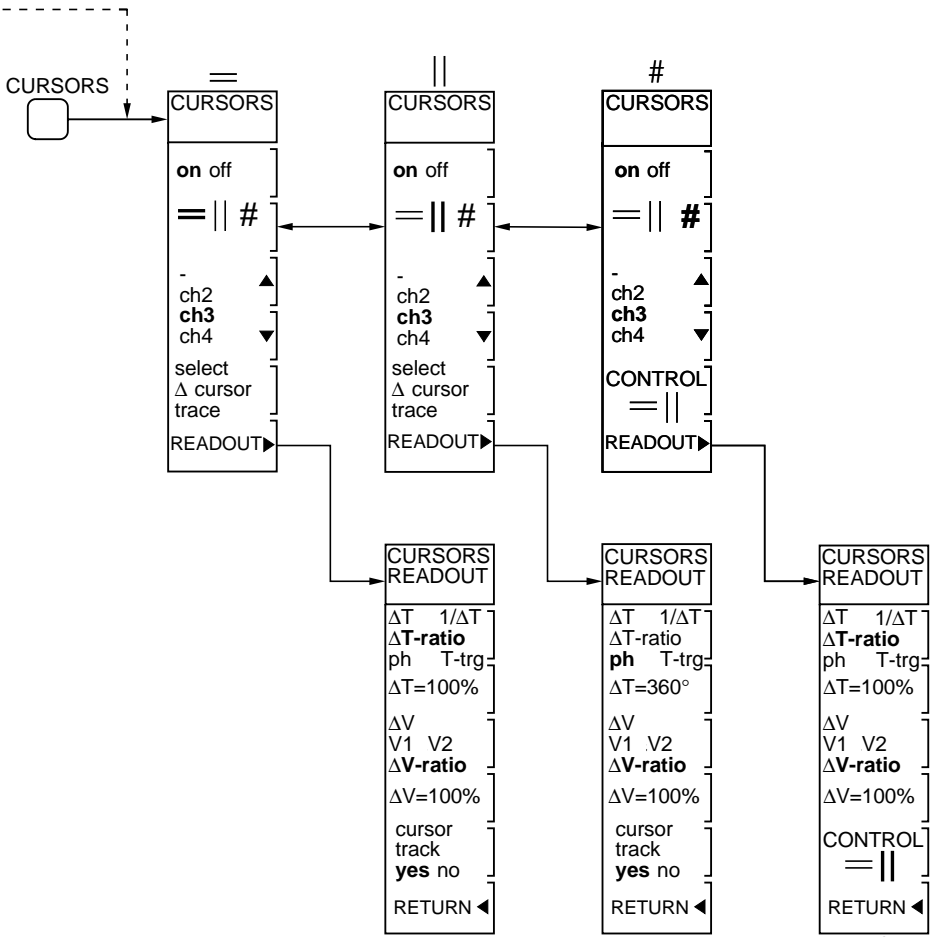 CURSORS
=
CURSORS
on off
= || #
-
ch2
ch3
ch4
select
Δ cursor
trace
READOUT
||
CURSORS
on off
= || #
-
ch2
ch3
ch4
select
Δ cursor
trace
READOUT
#
CURSORS
on off
= || #
-
ch2
ch3
ch4
CONTROL
= ||
READOUT
CURSORS
READOUT
ΔT 1/ΔT
ΔT-ratio
ph T-trg
ΔT=100%
ΔV
V1 V2
ΔV-ratio
ΔV=100%
cursor
track
yes no
RETURN
CURSORS
READOUT
ΔT 1/ΔT
ΔT-ratio
ph T-trg
ΔT=360°
ΔV
V1 .V2
ΔV-ratio
ΔV=100%
cursor
track
yes no
RETURN
CURSORS
READOUT
ΔT 1/ΔT
ΔT-ratio
ph T-trg
ΔT=100%
ΔV
V1 V2
ΔV-ratio
ΔV=100%
CONTROL
= ||
RETURN